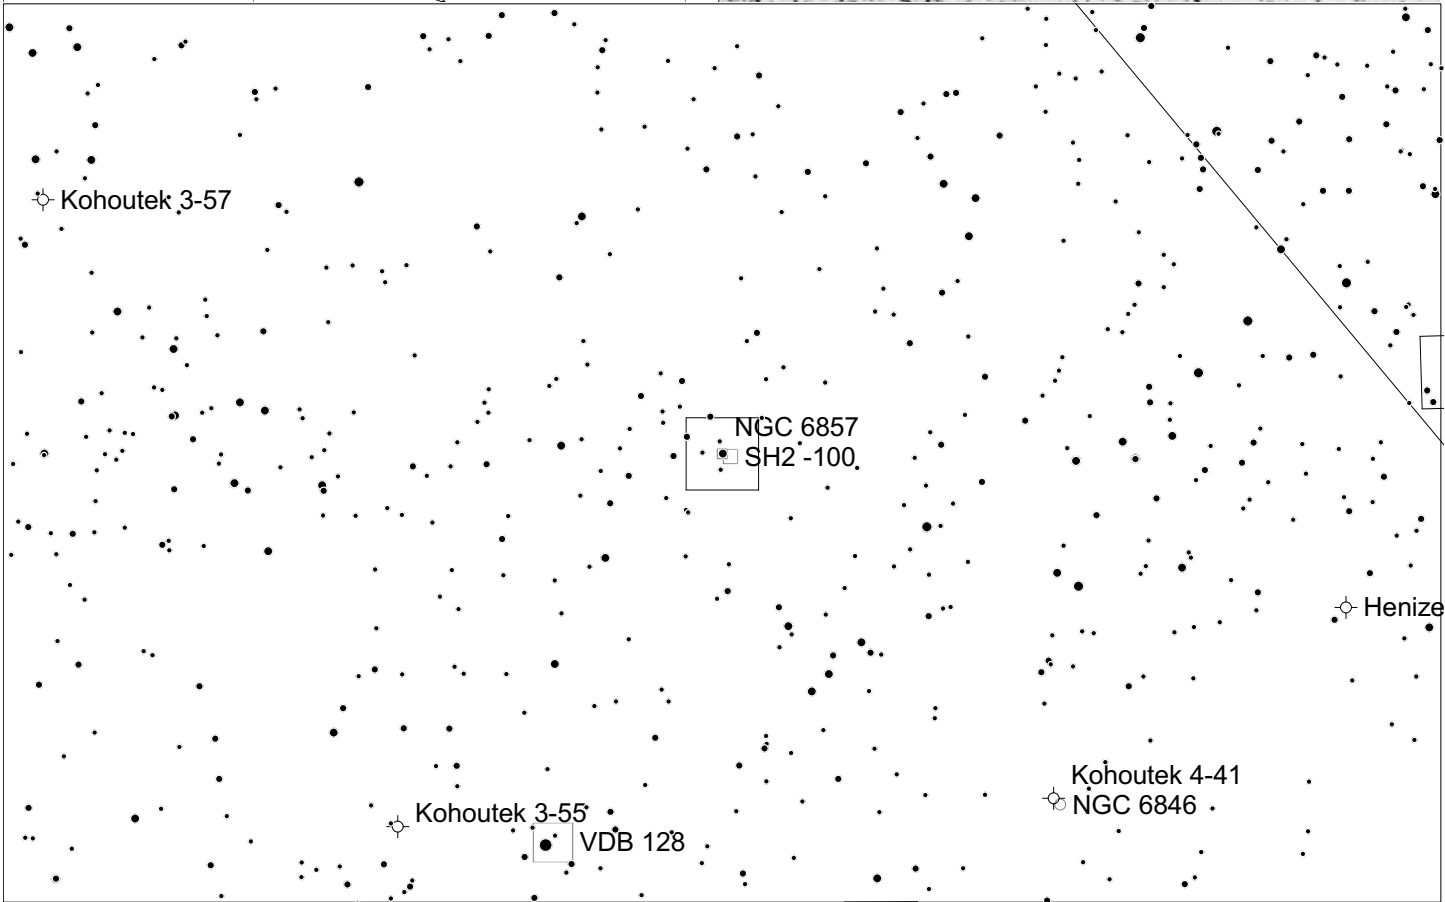 Kohoutek 3-57
NGC 6857
SH2 -100
Henize
Kohoutek 4-41
NGC 6846
Kohoutek 3-55
VDB 128